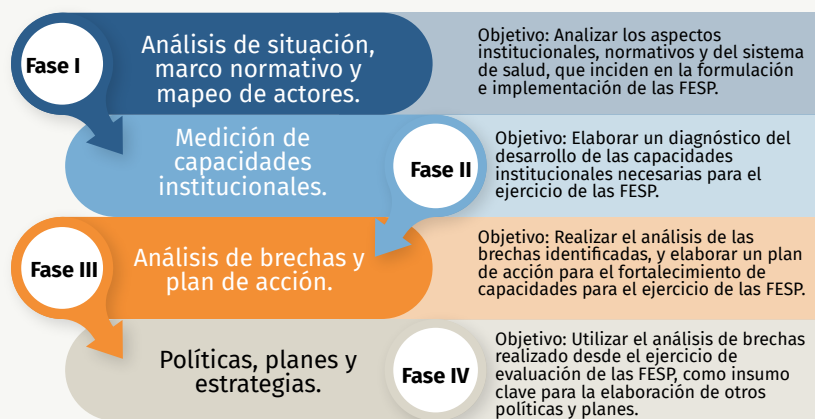 Fase I
Análisis de situación,
marco normativo y
mapeo de actores.
Objetivo: Analizar los aspectos
institucionales, normativos y del sistema
de salud, que inciden en la formulación
e implementación de las FESP.
Medición de
capacidades
institucionales.
Fase II
Objetivo: Elaborar un diagnóstico del
desarrollo de las capacidades
institucionales necesarias para el
ejercicio de las FESP.
Fase III
Análisis de brechas y
plan de acción.
Objetivo: Realizar el análisis de las
brechas identificadas, y elaborar un plan
de acción para el fortalecimiento de
capacidades para el ejercicio de las FESP.
Políticas, planes y
estrategias.
Fase IV
Objetivo: Utilizar el análisis de brechas
realizado desde el ejercicio de
evaluación de las FESP, como insumo
clave para la elaboración de otros
políticas y planes.